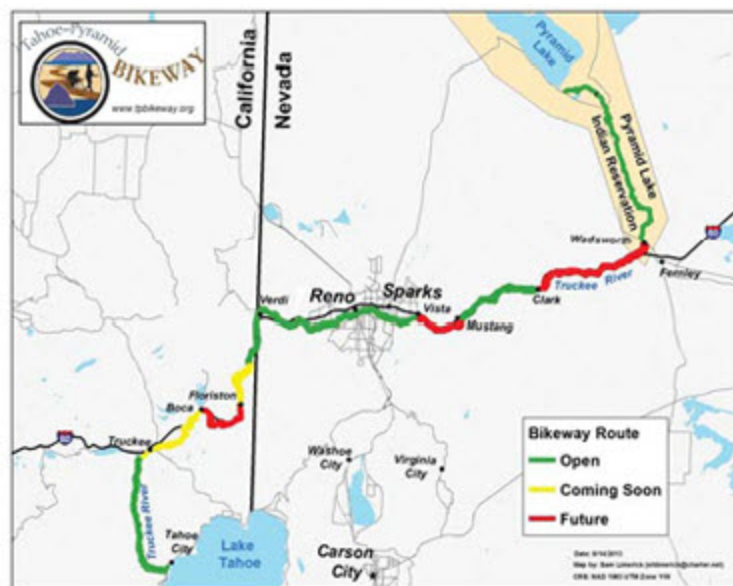 Tahoe-Pyramid
BIKEWAY
www.tpbikeway.org
California
Nevada
Pyramid
Lake
Pyramid Lake
Indian Reservation
Wadsworth
80
Fernley
Truckee River
Clark
Mustang
Vista
Sparks
Reno
Verdi
Floriston
Boca
80
Truckee
Truckee River
Tahoe
City
Lake
Tahoe
Washoe
City
Virginia
City
Carson
City
Bikeway Route
Open
Coming Soon
Future